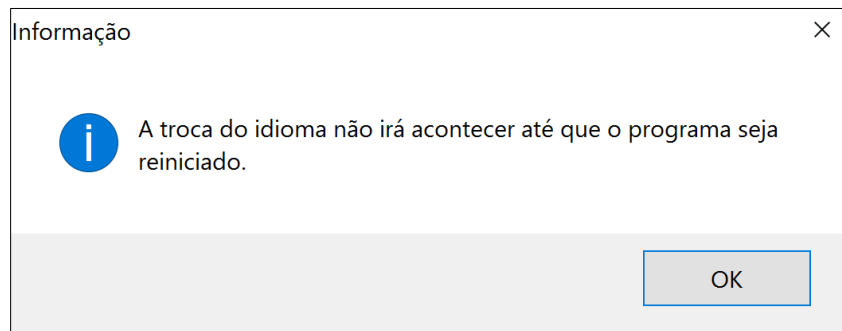 Informação
A troca do idioma não irá acontecer até que o programa seja
reiniciado.
OK